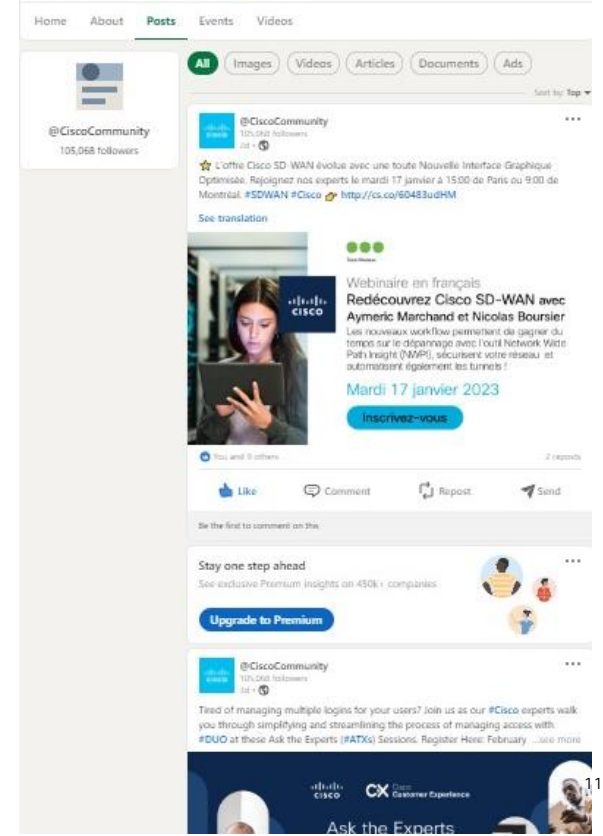 Home About Posts Events Videos
All Images Videos Articles Documents Ads
Sort by: Top
@CiscoCommunity
105,068 followers
@CiscoCommunity
105,068 followers
⭐ L'offre Cisco SD-WAN évolue avec une toute Nouvelle Interface Graphique
Optimisée. Rejoignez nos experts le mardi 17 janvier à 15:00 de Paris ou 9:00 de
Montréal. #SDWAN #Cisco 👉 http://cs.co/60483udHM
See translation
CISCO
Webinaire en français
Redécouvrez Cisco SD-WAN avec
Aymeric Marchand et Nicolas Boursier
Les nouveaux workflow permettent de gagner du
temps sur le dépannage avec l'outil Network Wide
Path Insight (NWPI), sécurisent votre réseau et
automatisent également les tunnels !
Mardi 17 janvier 2023
Inscrivez-vous
You and 9 others 2 reposts
Like Comment Repost Send
Be the first to comment on this
Stay one step ahead
See exclusive Premium insights on 450k+ companies
Upgrade to Premium
@CiscoCommunity
105,068 followers
Tired of managing multiple logins for your users? Join us as our #Cisco experts walk
you through simplifying and streamlining the process of managing access with
#DUO at these Ask the Experts (#ATXs) Sessions. Register Here: February ...see more
CISCO CX Cisco Customer Experience
11
Ask the Experts